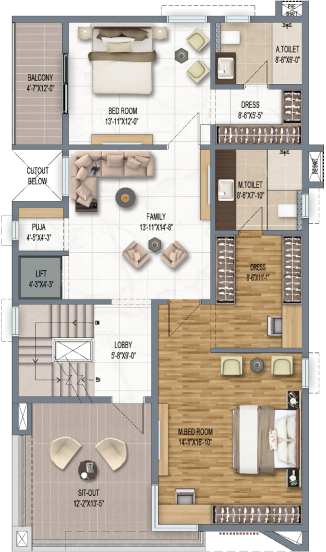 A.TOILET
8'-6"X6'-0"
BALCONY
4'-7"X12'-0"
BED ROOM
13'-11"X12'-0"
DRESS
8'-6"X5'-5"
CUTOUT
BELOW
M.TOILET
8'-6"X7'-10"
PUJA
4'-5"X4'-3"
FAMILY
13'-11"X14'-8"
LIFT
4'-3"X4'-3"
DRESS
8'-6"X11'-1"
LOBBY
5'-8"X9'-0"
M.BED ROOM
14'-1"X16'-10"
SIT-OUT
12'-2"X13'-5"